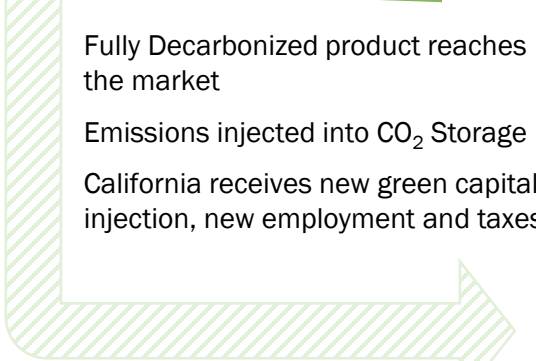 Fully Decarbonized product reaches
the market
Emissions injected into CO₂ Storage
California receives new green capital
injection, new employment and taxes